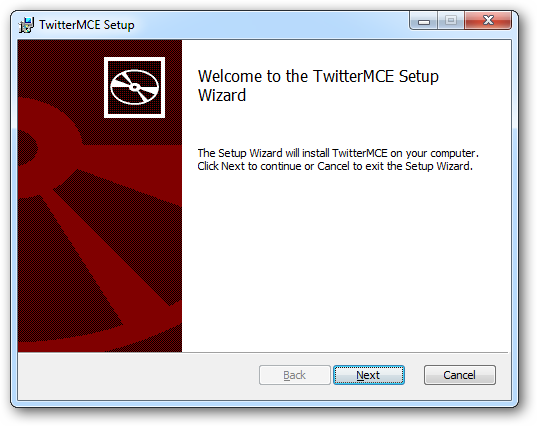 TwitterMCE Setup
Welcome to the TwitterMCE Setup
Wizard
The Setup Wizard will install TwitterMCE on your computer.
Click Next to continue or Cancel to exit the Setup Wizard.
Back
Next
Cancel